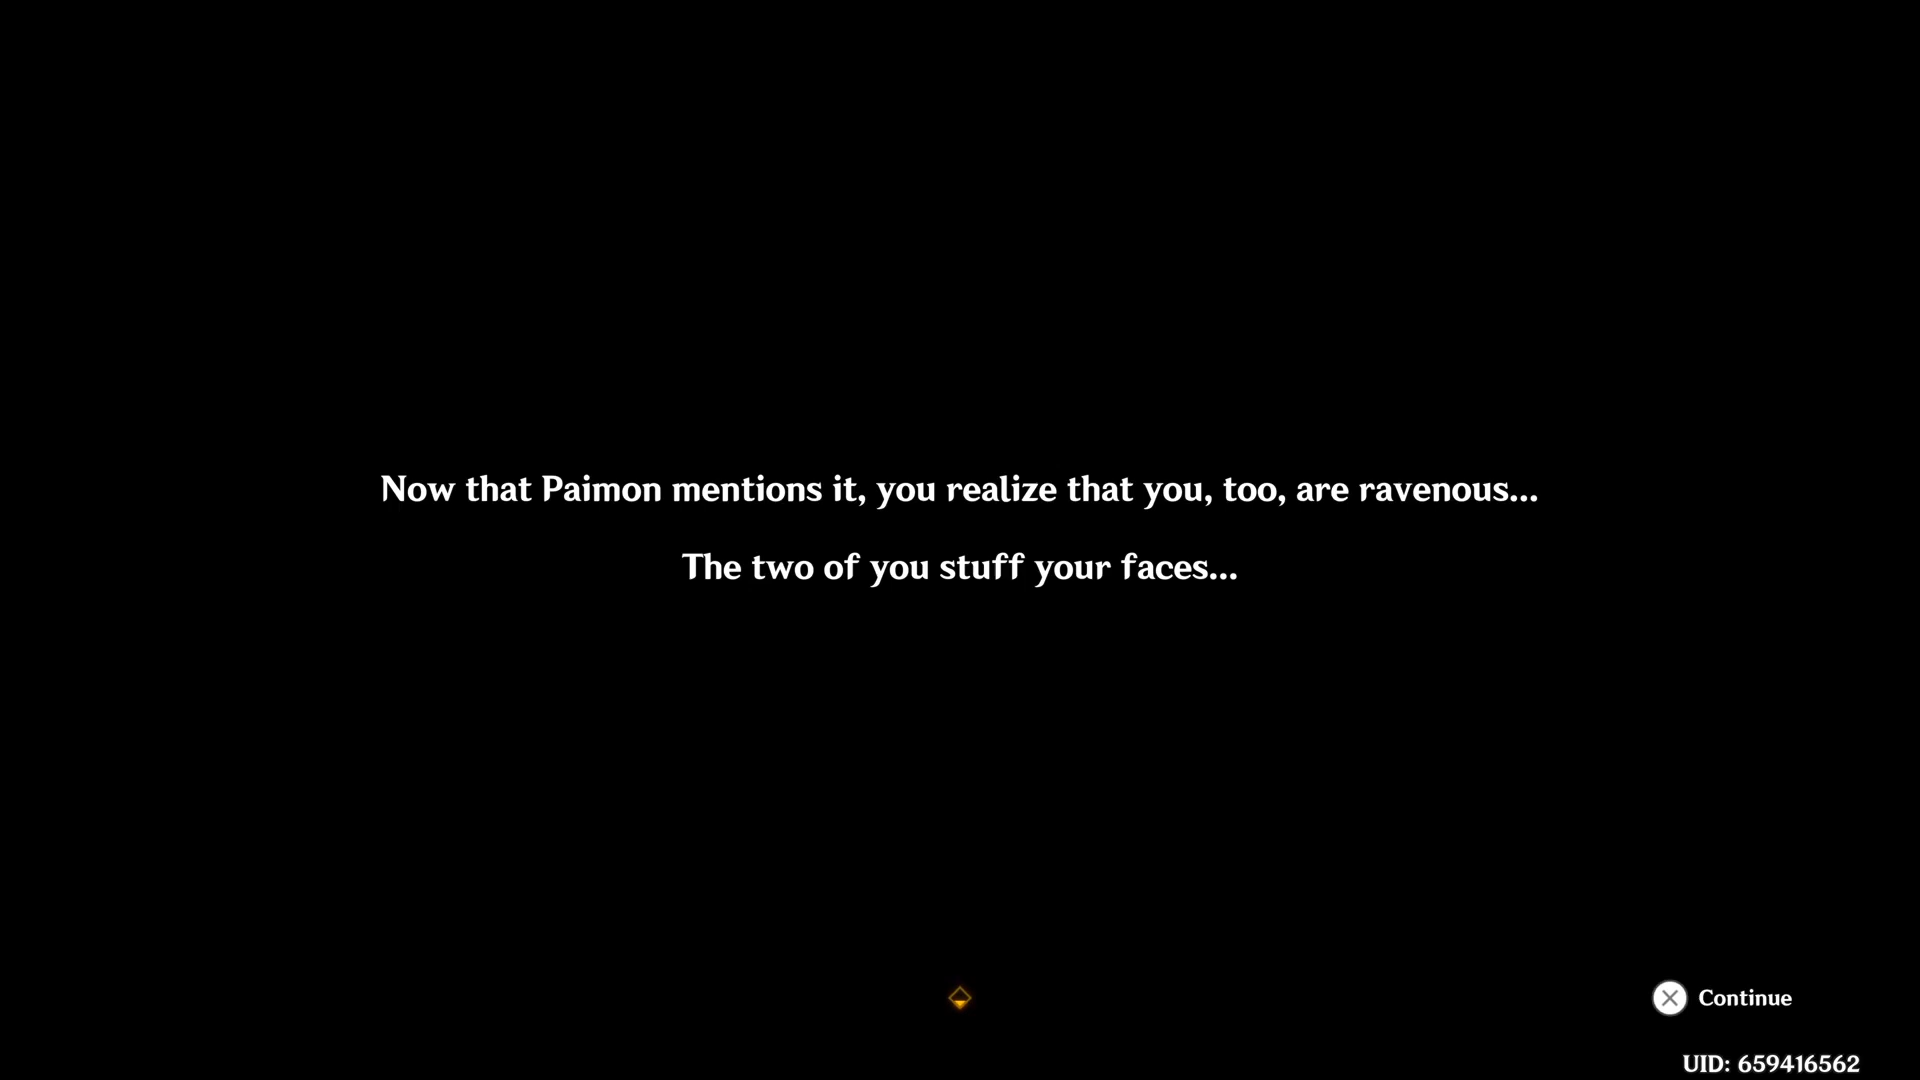 Now that Paimon mentions it, you realize that you, too, are ravenous...
The two of you stuff your faces...
Continue
UID: 659416562